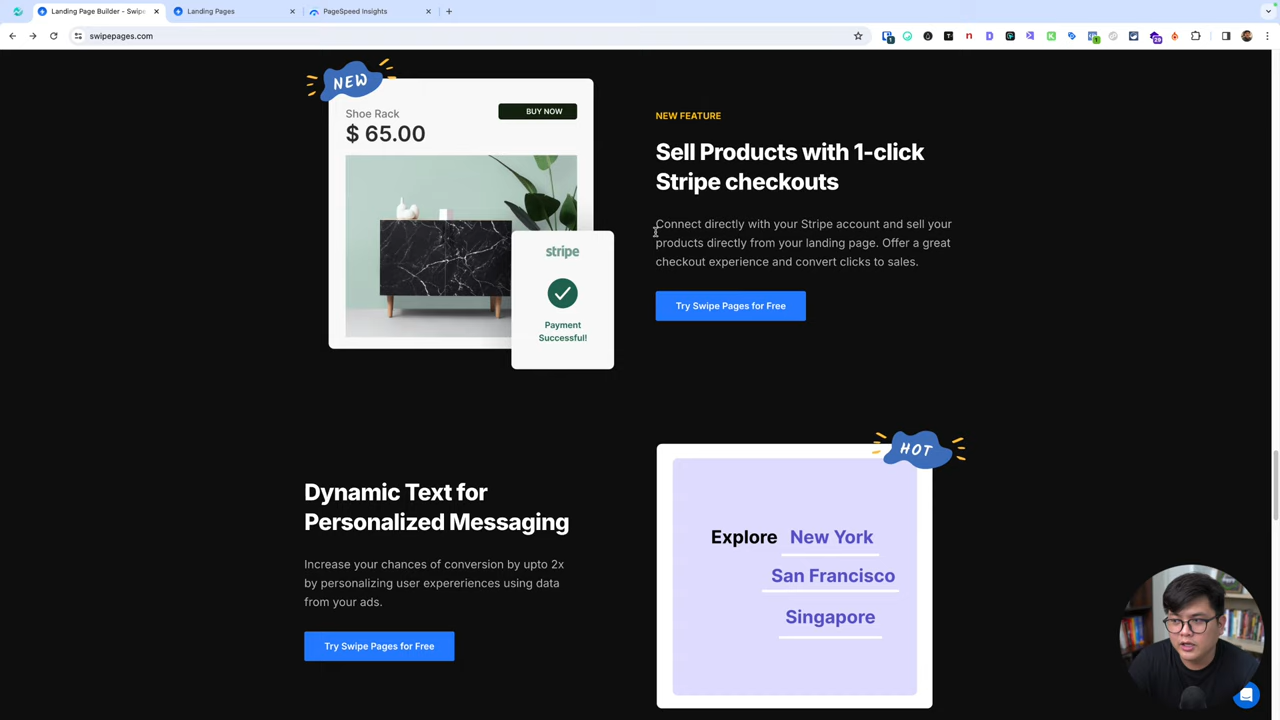 Landing Page Builder - Swipe
Landing Pages
PageSpeed Insights
swipepages.com
NEW
Shoe Rack
BUY NOW
$ 65.00
stripe
Payment
Successful!
NEW FEATURE
Sell Products with 1-click
Stripe checkouts
Connect directly with your Stripe account and sell your
products directly from your landing page. Offer a great
checkout experience and convert clicks to sales.
Try Swipe Pages for Free
Dynamic Text for
Personalized Messaging
Increase your chances of conversion by upto 2x
by personalizing user expereriences using data
from your ads.
Try Swipe Pages for Free
HOT
Explore New York
San Francisco
Singapore